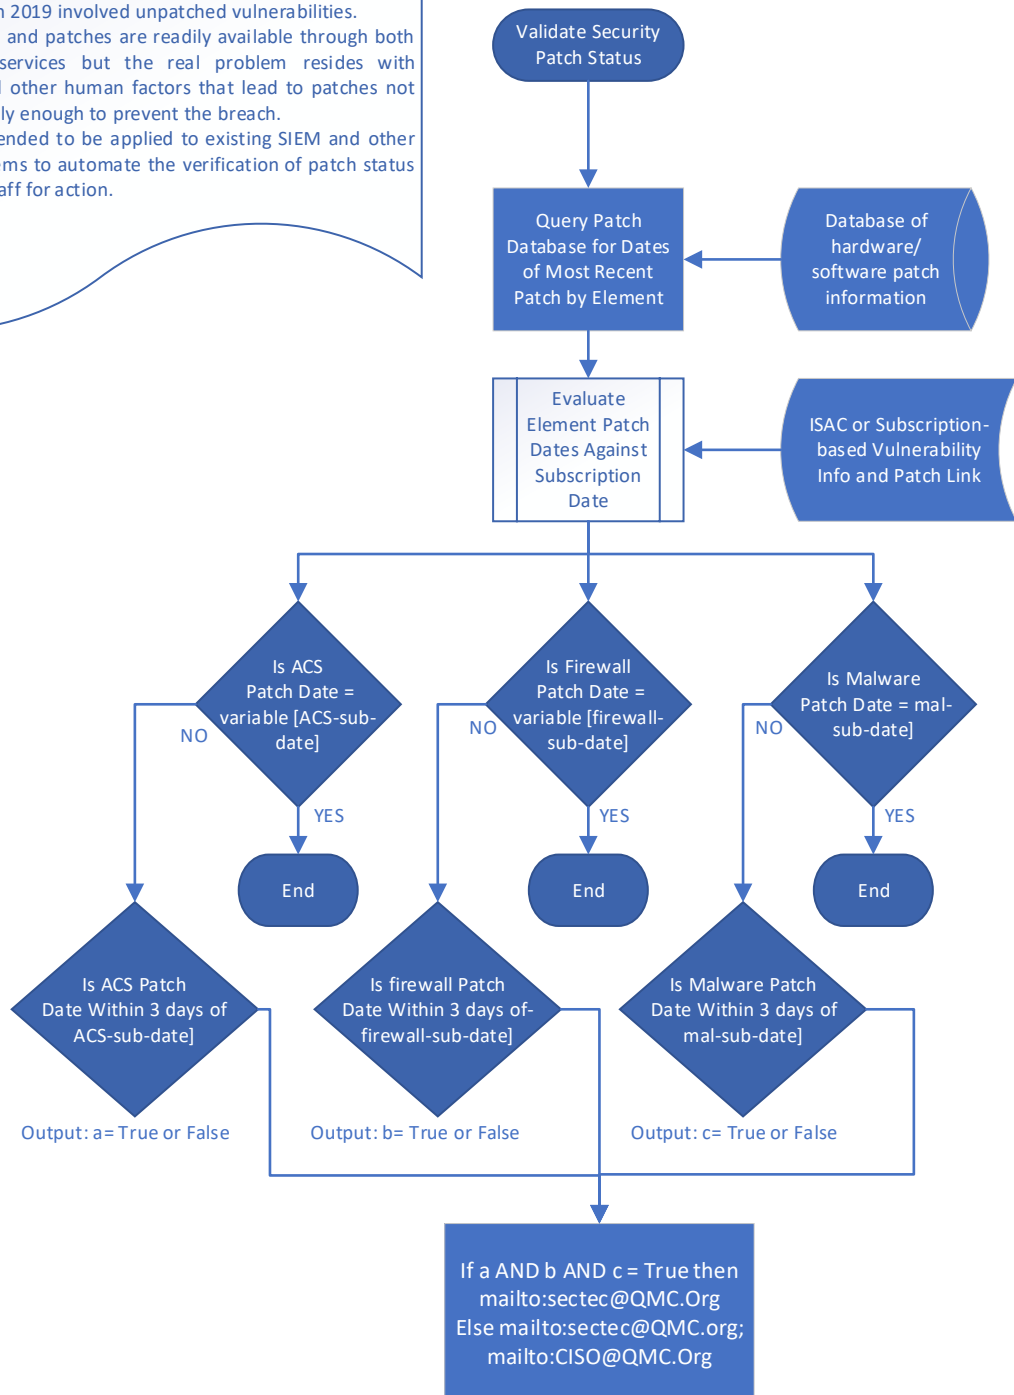 n 2019 involved unpatched vulnerabilities.
and patches are readily available through both
services but the real problem resides with
other human factors that lead to patches not
ly enough to prevent the breach.
ended to be applied to existing SIEM and other
ems to automate the verification of patch status
aff for action.
Validate Security
Patch Status
Query Patch
Database for Dates
of Most Recent
Patch by Element
Database of
hardware/
software patch
information
Evaluate
Element Patch
Dates Against
Subscription
Date
ISAC or Subscription-
based Vulnerability
Info and Patch Link
Is ACS
Patch Date =
variable [ACS-sub-
date]
NO
YES
End
Is Firewall
Patch Date =
variable [firewall-
sub-date]
NO
YES
End
Is Malware
Patch Date = mal-
sub-date]
NO
YES
End
Is ACS Patch
Date Within 3 days of
ACS-sub-date]
Output: a= True or False
Is firewall Patch
Date Within 3 days of-
firewall-sub-date]
Output: b= True or False
Is Malware Patch
Date Within 3 days of
mal-sub-date]
Output: c= True or False
If a AND b AND c = True then
mailto:sectec@QMC.Org
Else mailto:sectec@QMC.org;
mailto:CISO@QMC.Org